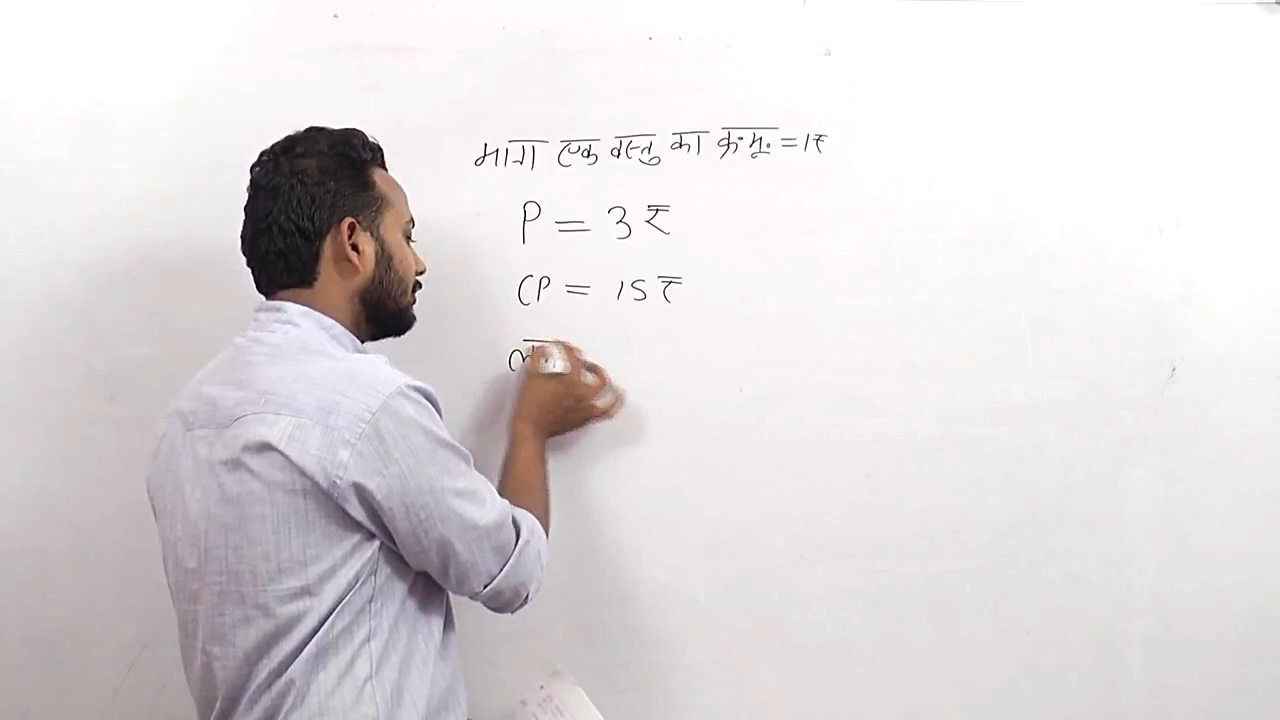 माना एक वस्तु का क्र॰मू॰ = 1₹
P = 3₹
CP = 15₹